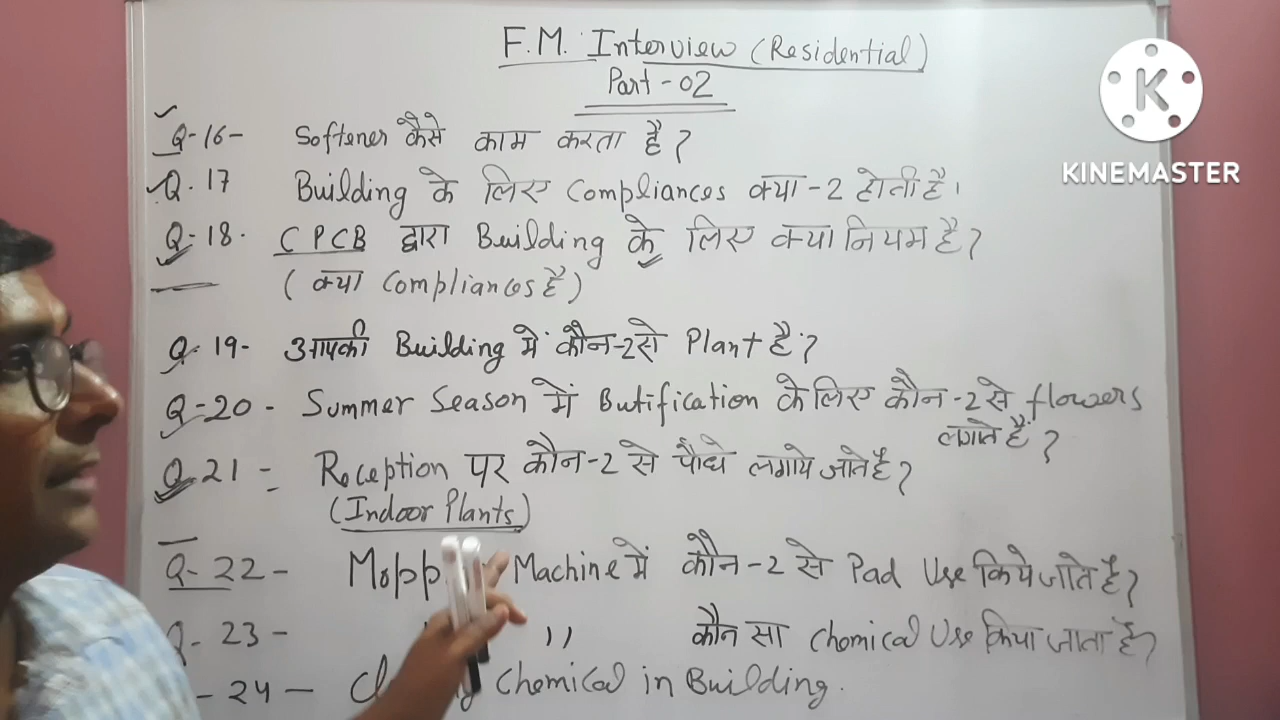 F.M. Interview (Residential)
Part-02
KINEMASTER
Q-16- Softener कैसे काम करता है?
Q.17 Building के लिए Compliances क्या-2 होती है।
Q-18. CPCB द्वारा Building के लिए क्या नियम है?
(क्या Compliances है)
Q.19- आपकी Building में कौन-2 से Plant है?
Q-20- Summer Season में Butification के लिए कौन-2 से flowers
लगाते हैं?
Q.21= Reception पर कौन-2 से पौधे लगाये जाते है?
(Indoor Plants)
Q-22- Machine में कौन-2 से Pad Use किये जाते है?
Q-23- ,, कौन सा Chemical Use किया जाता है?
-24- Chemical in Building.